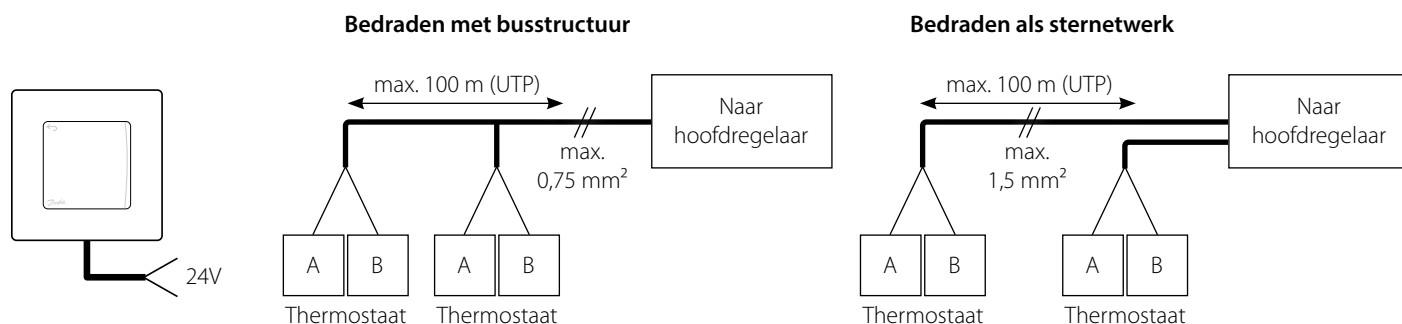 Bedraden met busstructuur
Bedraden als sternetwerk
max. 100 m (UTP)
Naar
hoofdregelaar
max.
0,75 mm²
A
B
Thermostaat
A
B
Thermostaat
max. 100 m (UTP)
Naar
hoofdregelaar
max.
1,5 mm²
A
B
Thermostaat
A
B
Thermostaat
Danfoss
24V